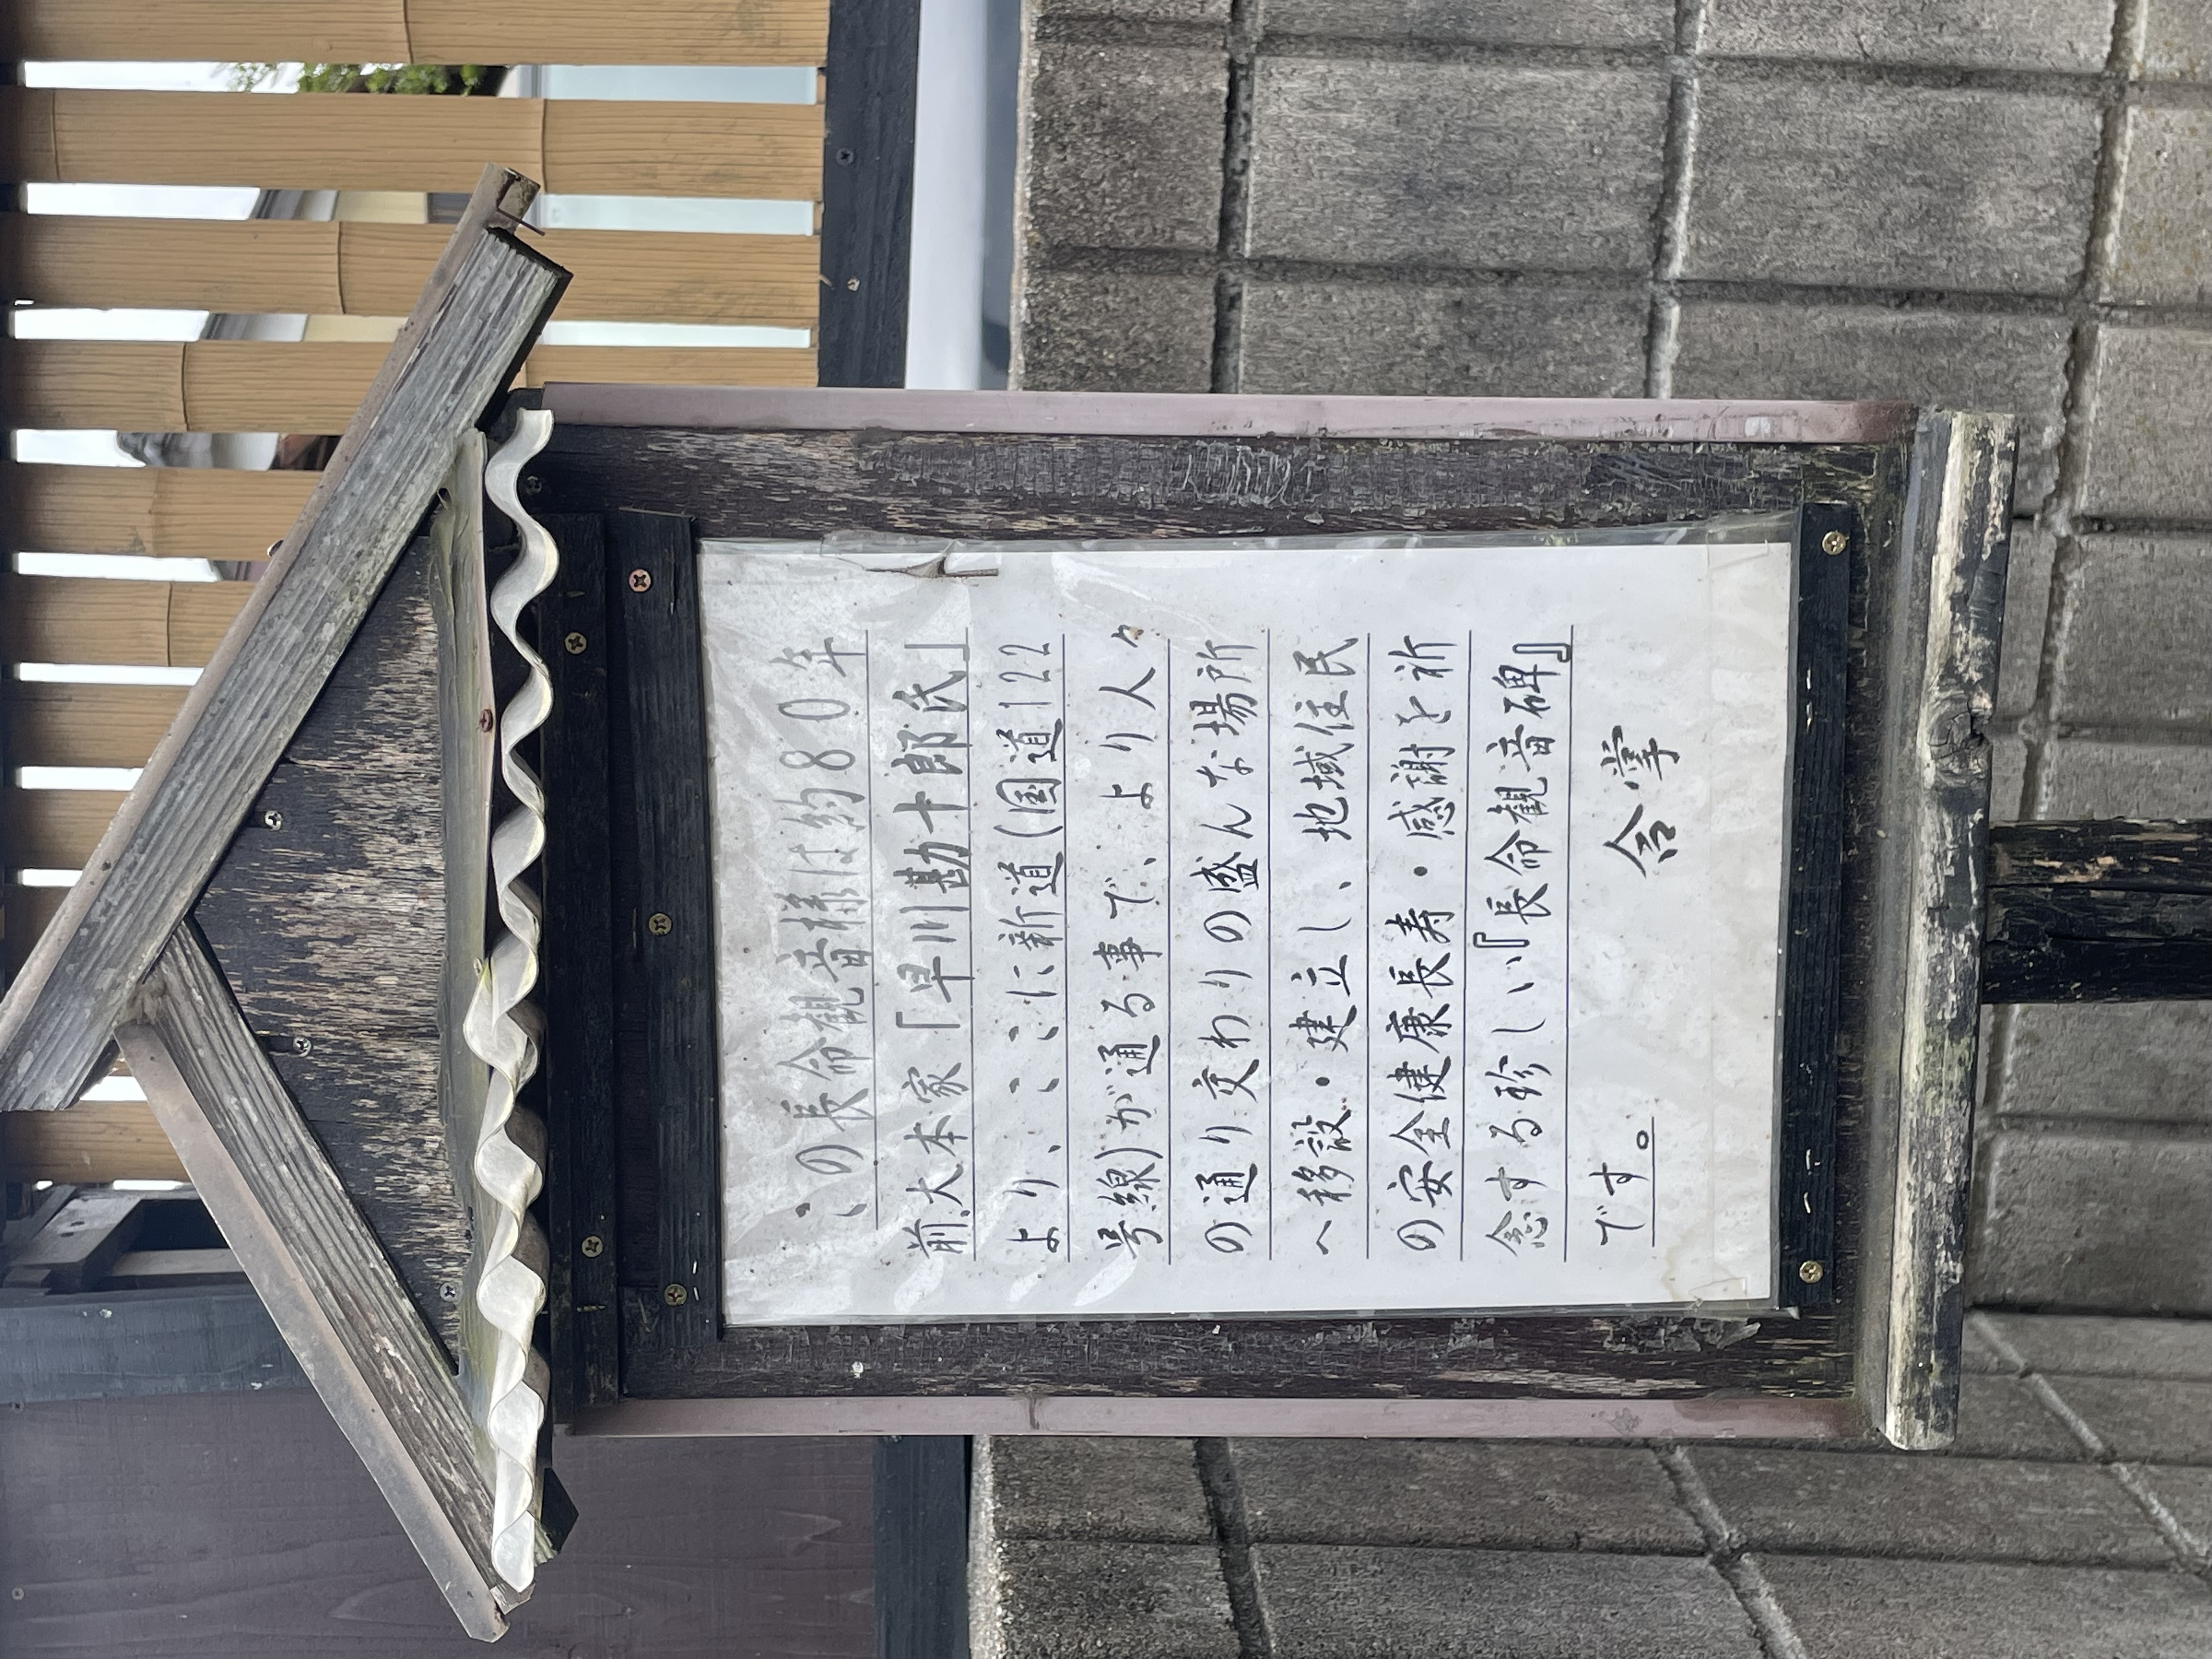 この長命観音様は約80年
前、大本家「早川勘十郎氏」
より、ここに新道(国道122
号線)が通る事で、より人々
の通り交わりの盛んな場所
へ移設・建立し、地域住民
の安全健康長寿・感謝を祈
念する珍しい『長命観音碑』
です。 合掌